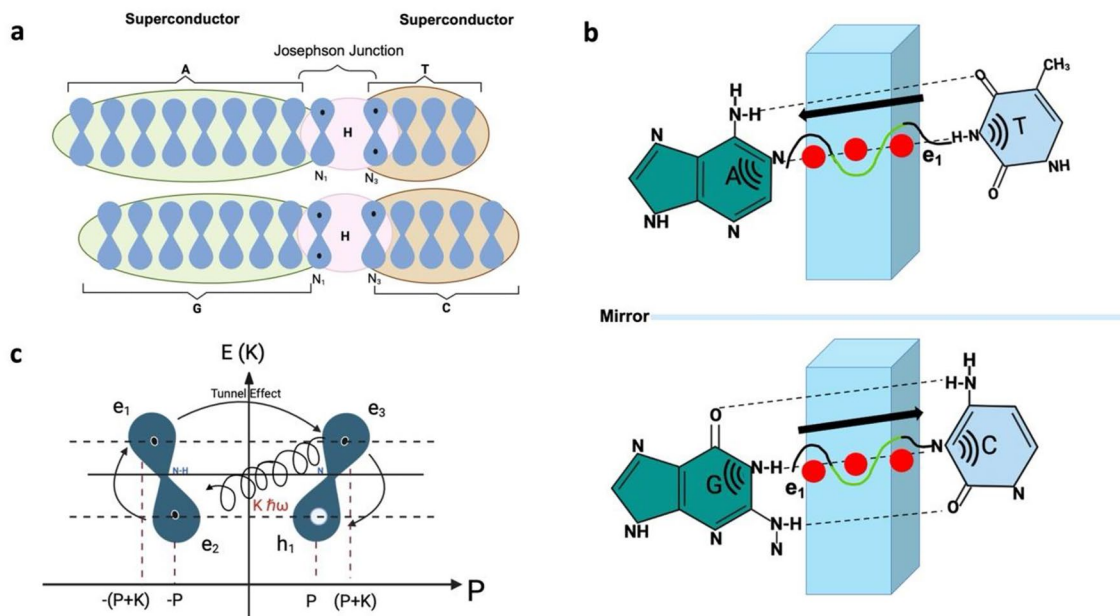 a
Superconductor
Superconductor
Josephson Junction
A
T
H
N1
N3
H
N1
N3
G
C
b
H
N-H
N
N
A
N
NH
e1
O
CH3
H-N
T
NH
O
Mirror
O
N
N-H
G
NH
N
N-H
N
e1
H
H-N
N
C
N
O
c
E (K)
Tunnel Effect
e1
e3
N-H
N
K ħω
e2
h1
-(P+K)
-P
P
(P+K)
P